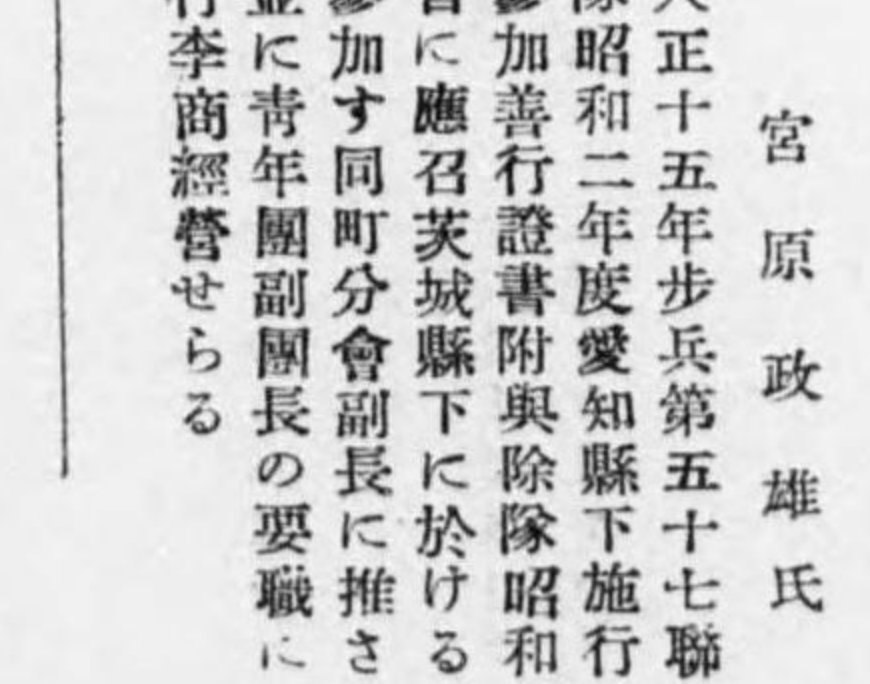 宮原政雄氏
正十五年步兵第五十七聯
昭和二年度愛知縣下施行
加善行證書附與除隊昭和
に應召茨城縣下に於ける
參加す同町分會副長に推さ
並に靑年團副團長の要職に
行李商經營せらる